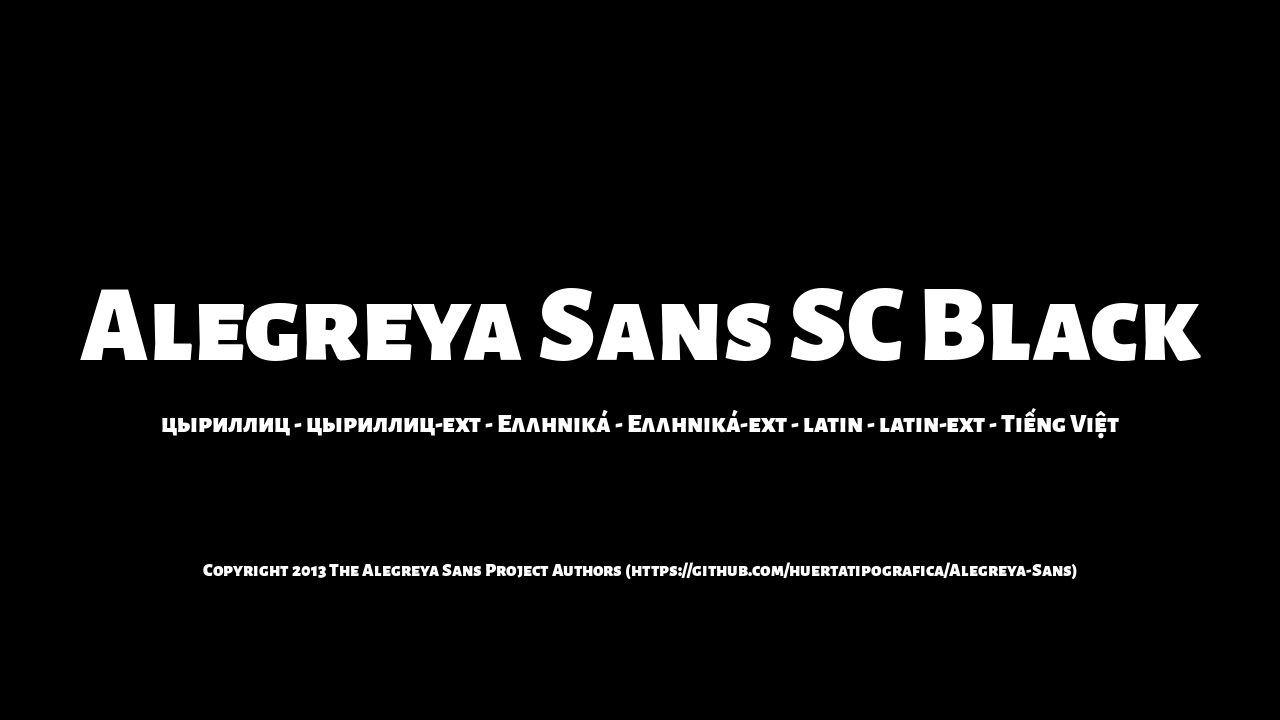 Alegreya Sans SC Black
цыриллиц - цыриллиц-ext - Ελληνικά - Ελληνικά-ext - latin - latin-ext - Tiếng Việt
Copyright 2013 The Alegreya Sans Project Authors (https://github.com/huertatipografica/Alegreya-Sans)